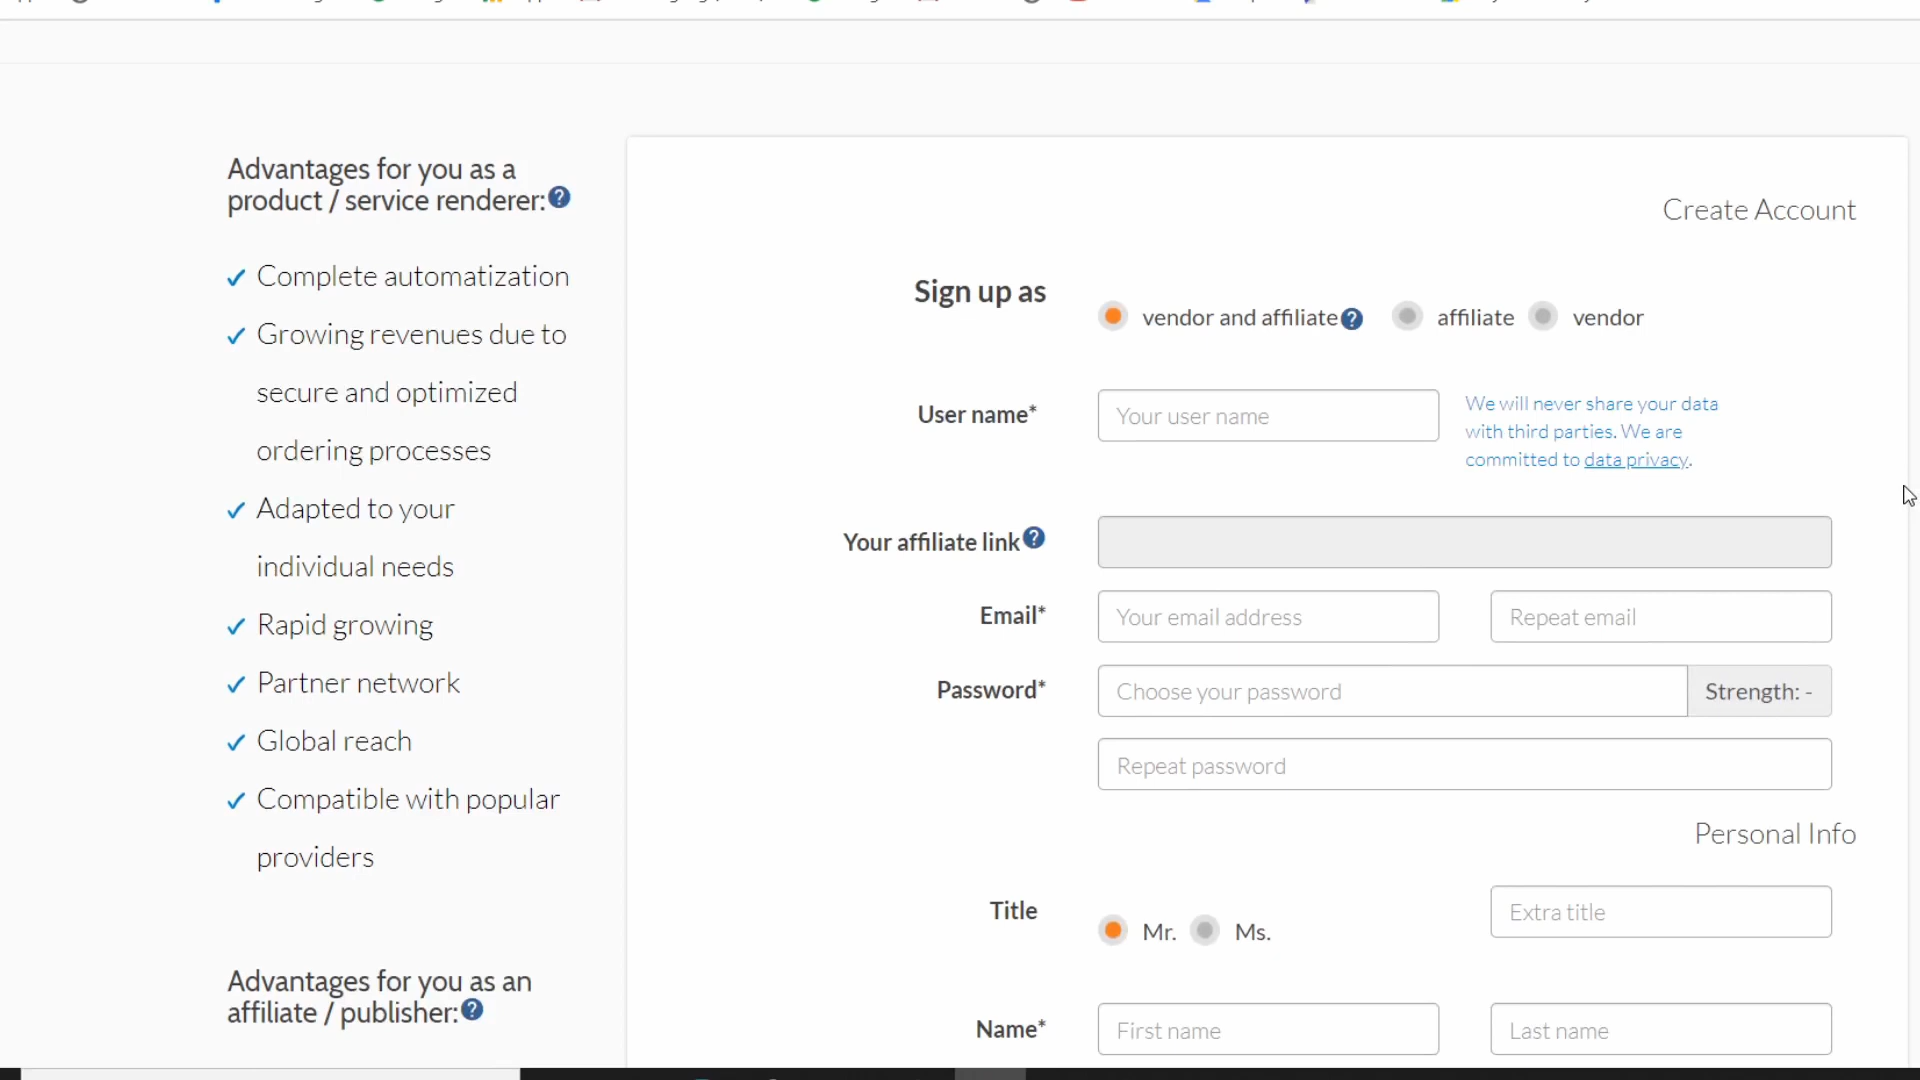 Advantages for you as a
product / service renderer:
Complete automatization
Growing revenues due to
secure and optimized
ordering processes
Adapted to your
individual needs
Rapid growing
Partner network
Global reach
Compatible with popular
providers
Advantages for you as an
affiliate / publisher:
Create Account
Sign up as
vendor and affiliate affiliate vendor
User name* Your user name
We will never share your data
with third parties. We are
committed to data privacy.
Your affiliate link
Email* Your email address Repeat email
Password* Choose your password Strength: -
Repeat password
Personal Info
Title Mr. Ms. Extra title
Name* First name Last name